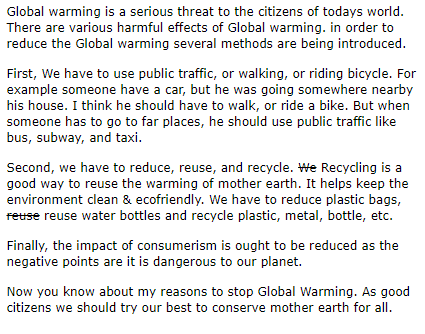 Global warming is a serious threat to the citizens of todays world.
There are various harmful effects of Global warming. in order to
reduce the Global warming several methods are being introduced.
First, We have to use public traffic, or walking, or riding bicycle. For
example someone have a car, but he was going somewhere nearby
his house. I think he should have to walk, or ride a bike. But when
someone has to go to far places, he should use public traffic like
bus, subway, and taxi.
Second, we have to reduce, reuse, and recycle. We Recycling is a
good way to reuse the warming of mother earth. It helps keep the
environment clean & ecofriendly. We have to reduce plastic bags,
reuse reuse water bottles and recycle plastic, metal, bottle, etc.
Finally, the impact of consumerism is ought to be reduced as the
negative points are it is dangerous to our planet.
Now you know about my reasons to stop Global Warming. As good
citizens we should try our best to conserve mother earth for all.